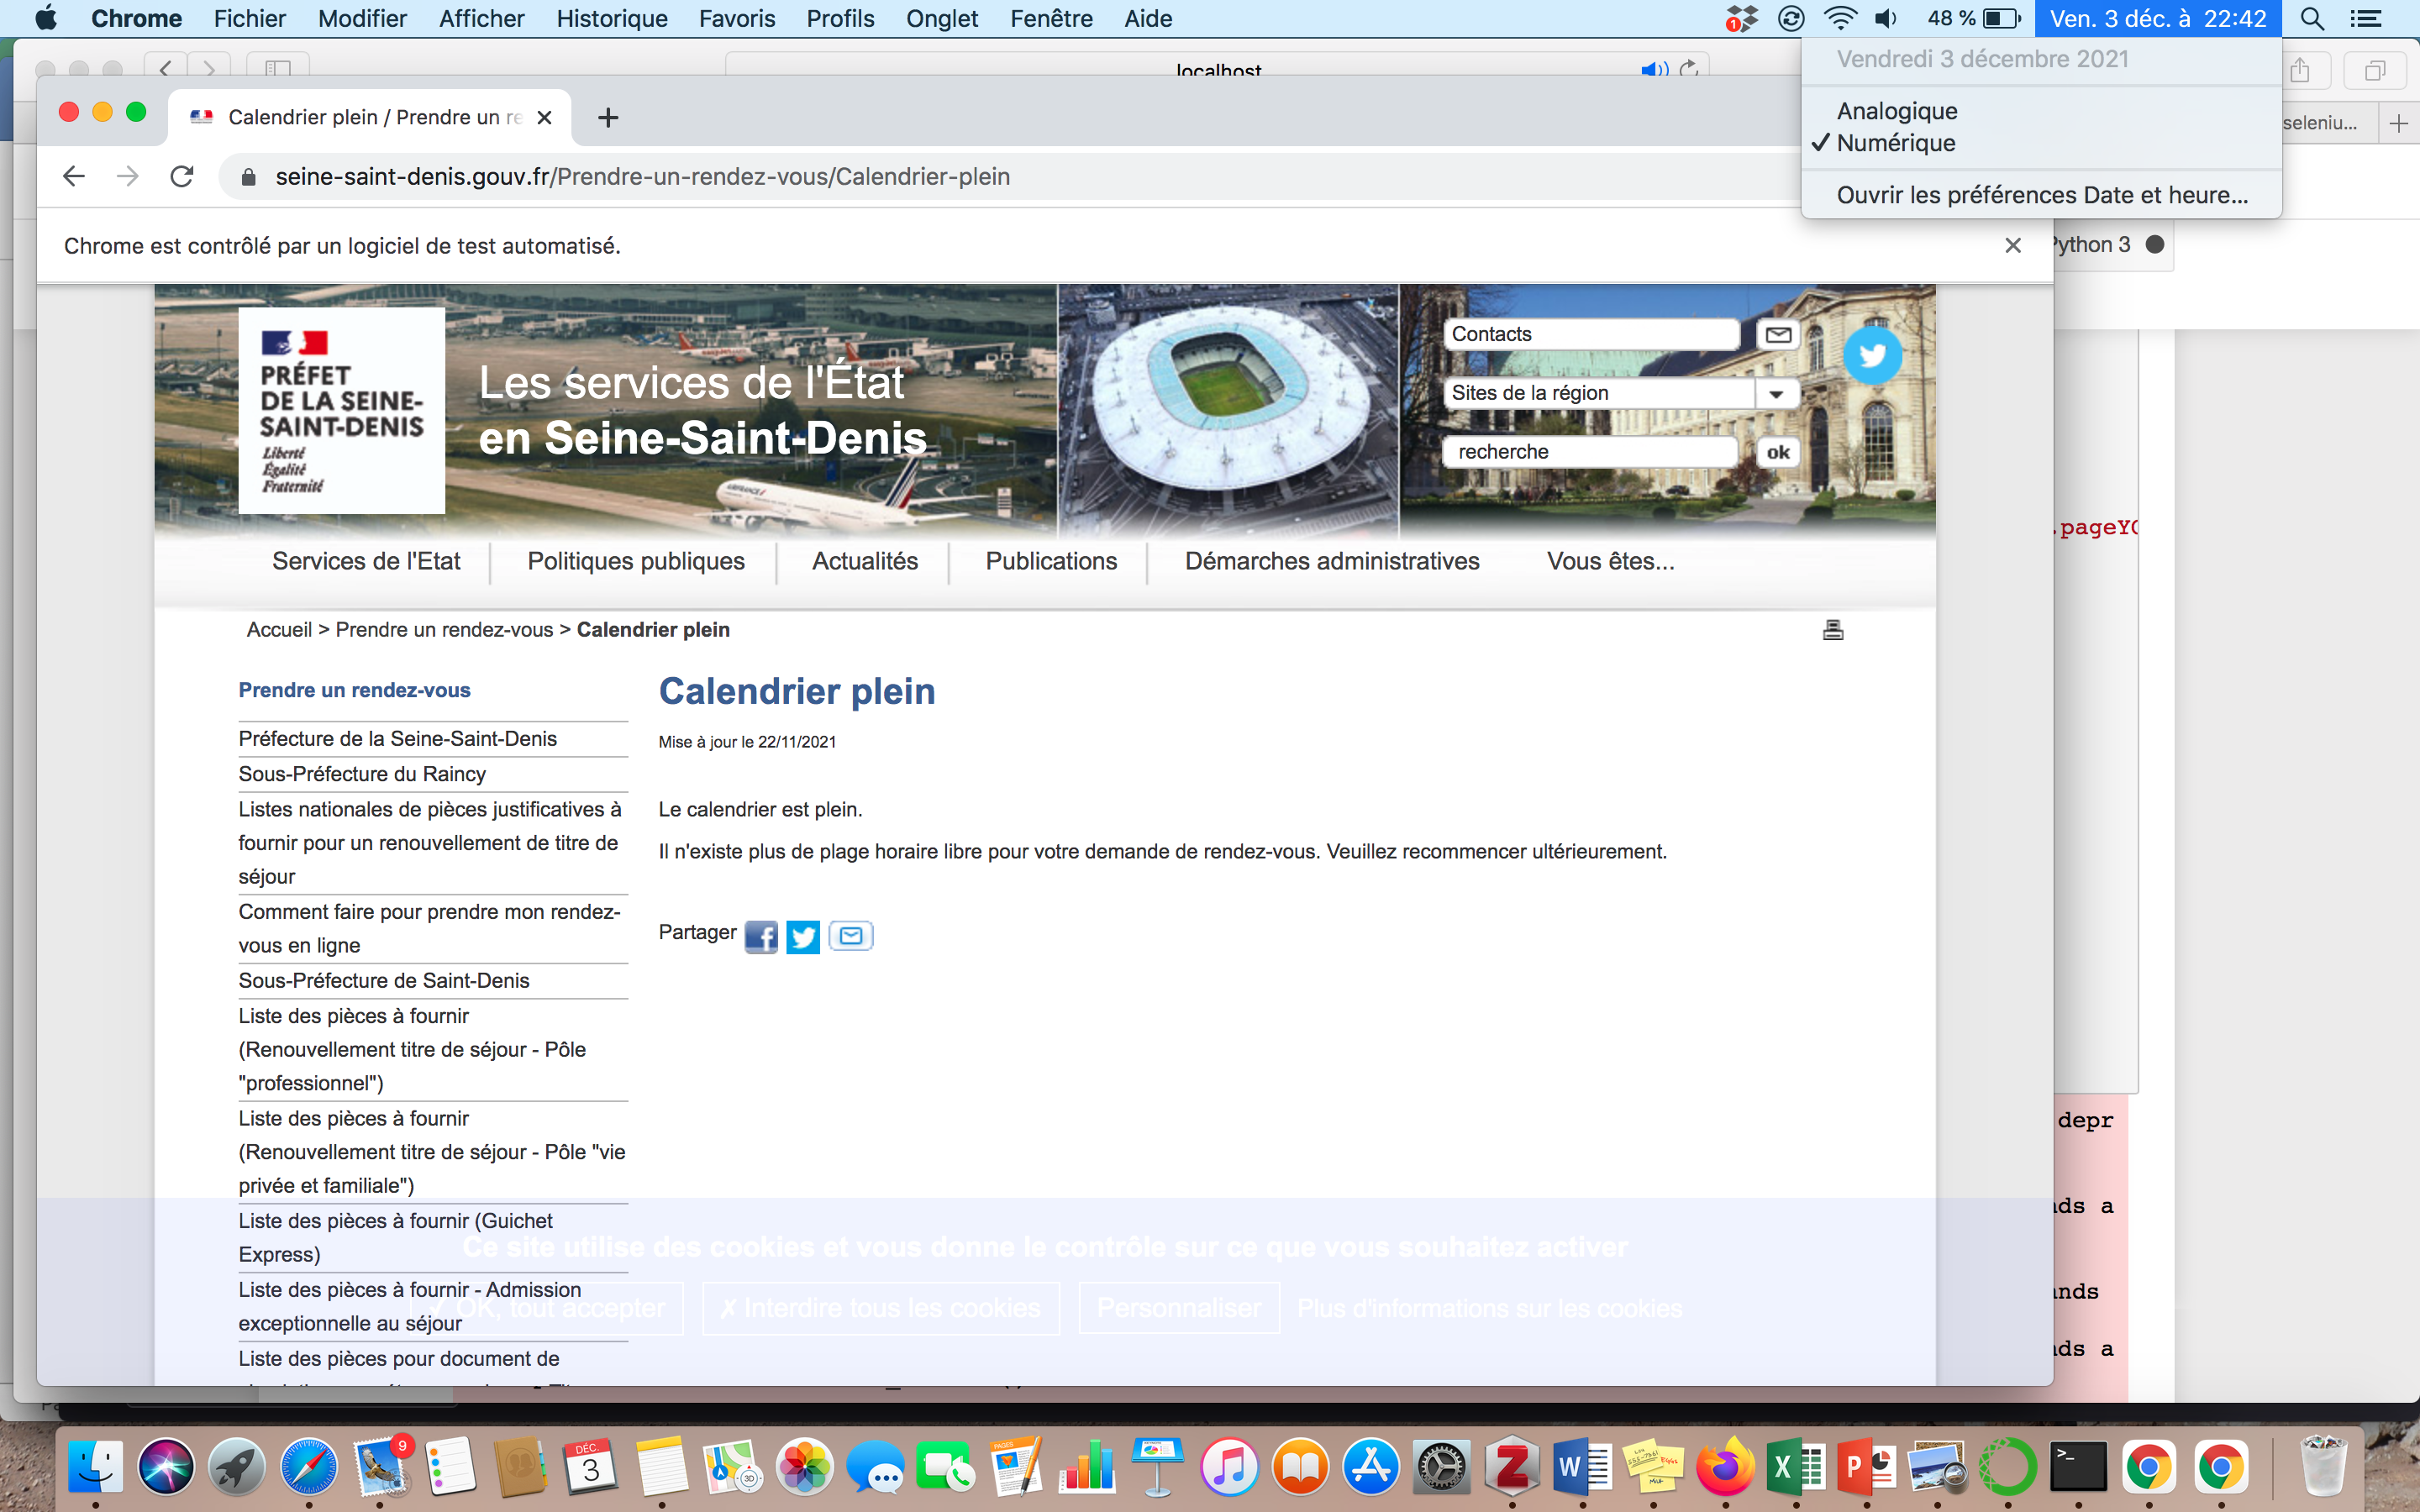 Chrome Fichier Modifier Afficher Historique Favoris Profils Onglet Fenêtre Aide 1 48 % Ven. 3 déc. à 22:42
localhost
Vendredi 3 décembre 2021
Analogique
✓ Numérique
Ouvrir les préférences Date et heure...
seleniu...
Calendrier plein / Prendre un re
seine-saint-denis.gouv.fr/Prendre-un-rendez-vous/Calendrier-plein
Chrome est contrôlé par un logiciel de test automatisé.
Python 3
PRÉFET
DE LA SEINE-
SAINT-DENIS
Liberté
Égalité
Fraternité
Les services de l'État
en Seine-Saint-Denis
AIRFRANCE
Contacts
Sites de la région
recherche ok
.pageYO
Services de l'Etat Politiques publiques Actualités Publications Démarches administratives Vous êtes...
Accueil > Prendre un rendez-vous > Calendrier plein
Prendre un rendez-vous
Préfecture de la Seine-Saint-Denis
Sous-Préfecture du Raincy
Listes nationales de pièces justificatives à
fournir pour un renouvellement de titre de
séjour
Comment faire pour prendre mon rendez-
vous en ligne
Sous-Préfecture de Saint-Denis
Liste des pièces à fournir
(Renouvellement titre de séjour - Pôle
"professionnel")
Liste des pièces à fournir
(Renouvellement titre de séjour - Pôle "vie
privée et familiale")
Liste des pièces à fournir (Guichet
Express)
Liste des pièces à fournir - Admission
exceptionnelle au séjour
Liste des pièces pour document de
Calendrier plein
Mise à jour le 22/11/2021
Le calendrier est plein.
Il n'existe plus de plage horaire libre pour votre demande de rendez-vous. Veuillez recommencer ultérieurement.
Partager
Ce site utilise des cookies et vous donne le contrôle sur ce que vous souhaitez activer
✓ OK, tout accepter ✗ Interdire tous les cookies Personnaliser Plus d'informations sur les cookies
depr
ds a
nds
ds a
9
DÉC.
3
3D
PAGES